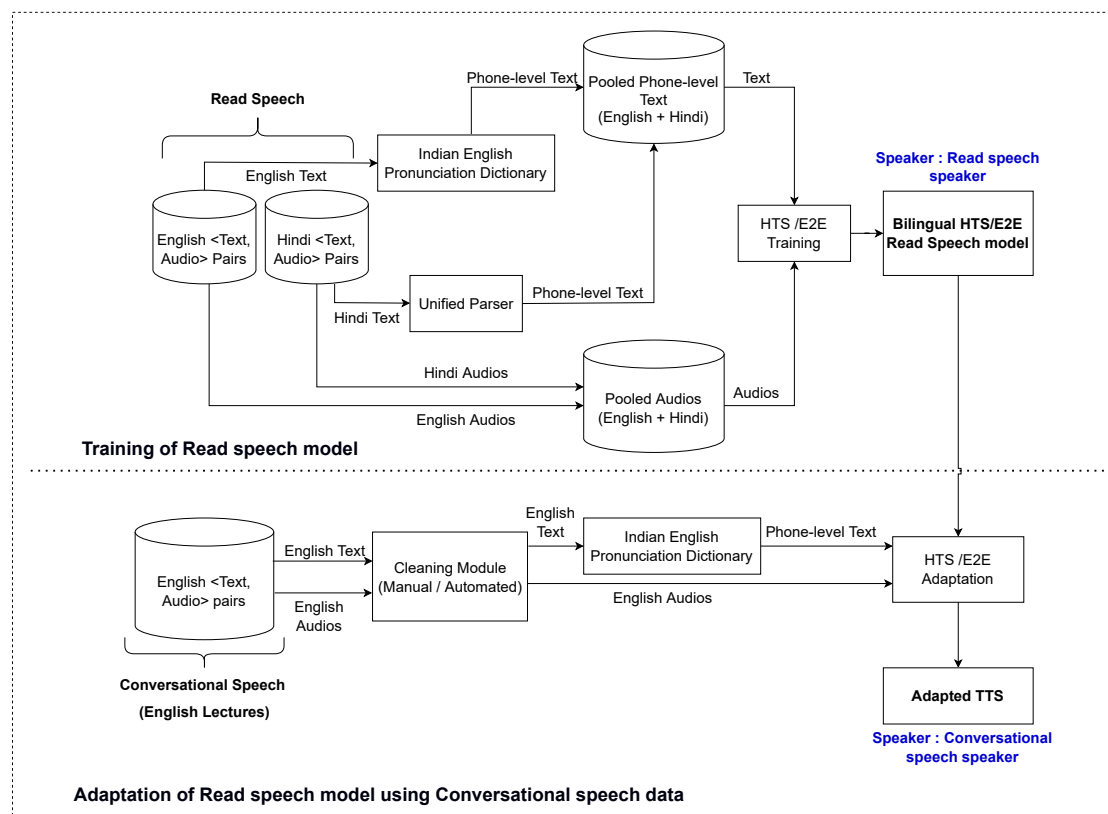 Read Speech
English Text
English <Text,
Audio> Pairs
Hindi <Text,
Audio> Pairs
Indian English
Pronunciation Dictionary
Phone-level Text
Hindi Text
Unified Parser
Phone-level Text
Pooled Phone-level
Text
(English + Hindi)
Text
Hindi Audios
English Audios
Pooled Audios
(English + Hindi)
Audios
HTS /E2E
Training
Speaker : Read speech
speaker
Bilingual HTS/E2E
Read Speech model
Training of Read speech model
English <Text,
Audio> pairs
Conversational Speech
(English Lectures)
English Text
English
Audios
Cleaning Module
(Manual / Automated)
English
Text
Indian English
Pronunciation Dictionary
Phone-level Text
English Audios
HTS /E2E
Adaptation
Adapted TTS
Speaker : Conversational
speech speaker
Adaptation of Read speech model using Conversational speech data